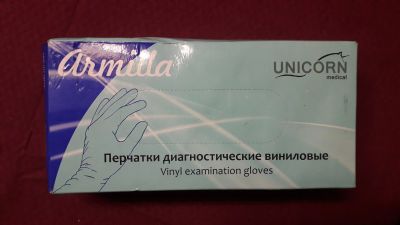 Armilla
UNICORN
medical
Перчатки диагностические виниловые
Vinyl examination gloves